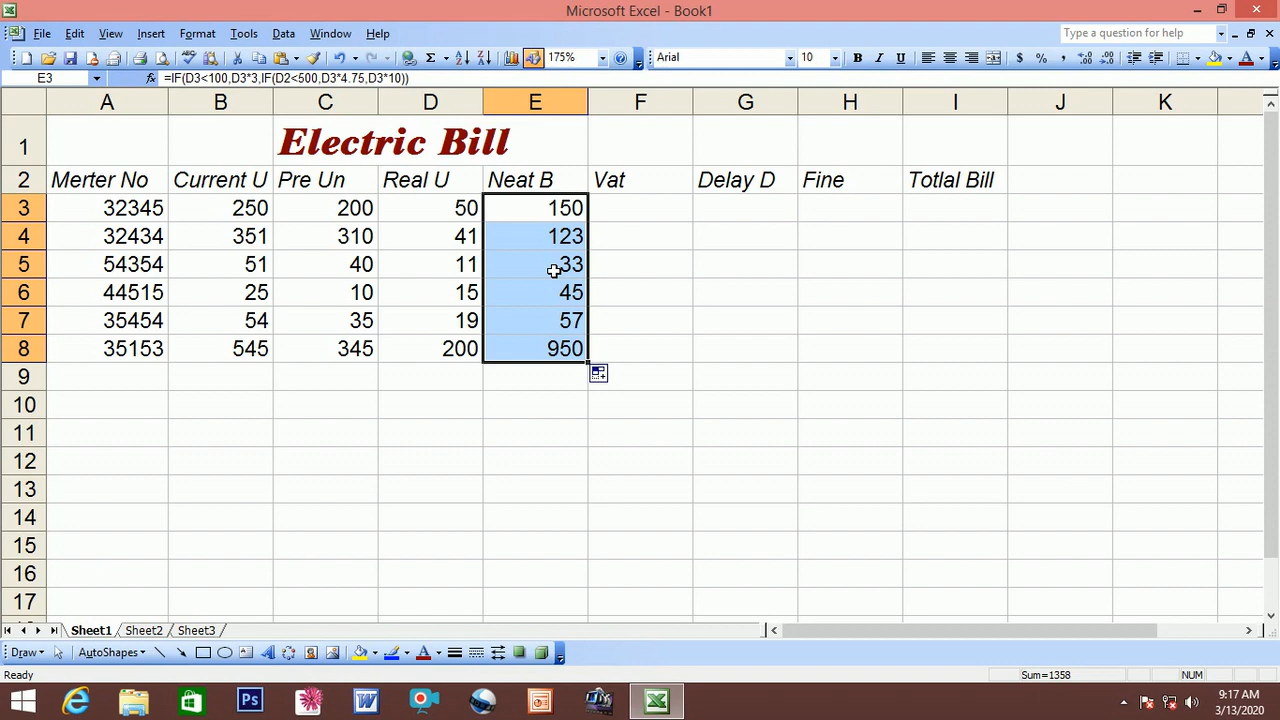 Microsoft Excel - Book1
File Edit View Insert Format Tools Data Window Help Type a question for help
175% Arial 10 B I U $ % ,
E3 fx =IF(D3<100,D3*3,IF(D2<500,D3*4.75,D3*10))
A B C D E F G H I J K
1 Electric Bill
2 Merter No Current U Pre Un Real U Neat B Vat Delay D Fine Totlal Bill
3 32345 250 200 50 150
4 32434 351 310 41 123
5 54354 51 40 11 33
6 44515 25 10 15 45
7 35454 54 35 19 57
8 35153 545 345 200 950
9
10
11
12
13
14
15
16
17
Sheet1 Sheet2 Sheet3
Draw AutoShapes
Ready Sum=1358 NUM
9:17 AM
3/13/2020